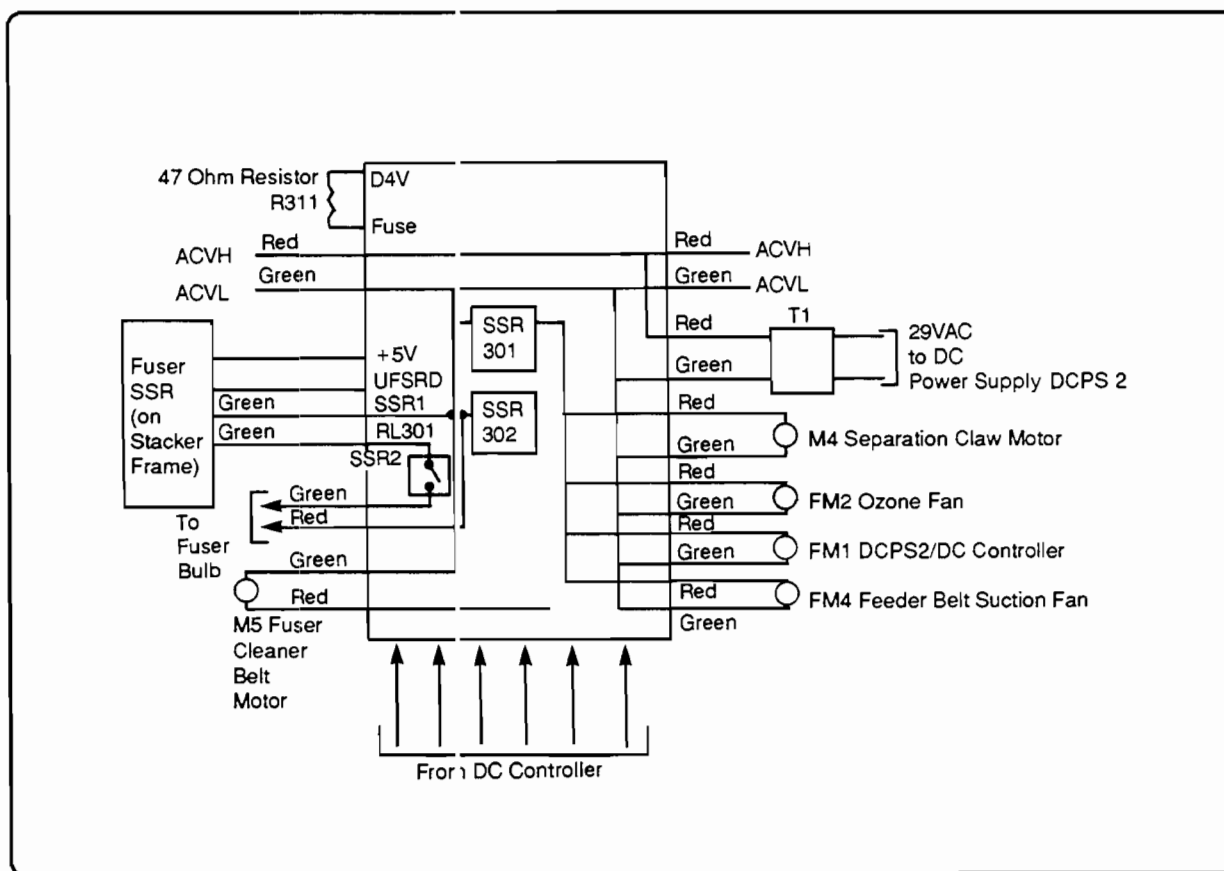 47 Ohm Resistor
R311
D4V
Fuse
Red
ACVH
Green
ACVL
Red
ACVH
Green
ACVL
SSR
301
SSR
302
Fuser
SSR
(on
Stacker
Frame)
+5V
UFSRD
Green
SSR1
Green
RL301
SSR2
Green
Red
To
Fuser
Bulb
Green
Red
M5 Fuser
Cleaner
Belt
Motor
T1
Red
Green
29VAC
to DC
Power Supply DCPS 2
Red
Green
M4 Separation Claw Motor
Red
Green
FM2 Ozone Fan
Red
Green
FM1 DCPS2/DC Controller
Red
Green
FM4 Feeder Belt Suction Fan
From DC Controller